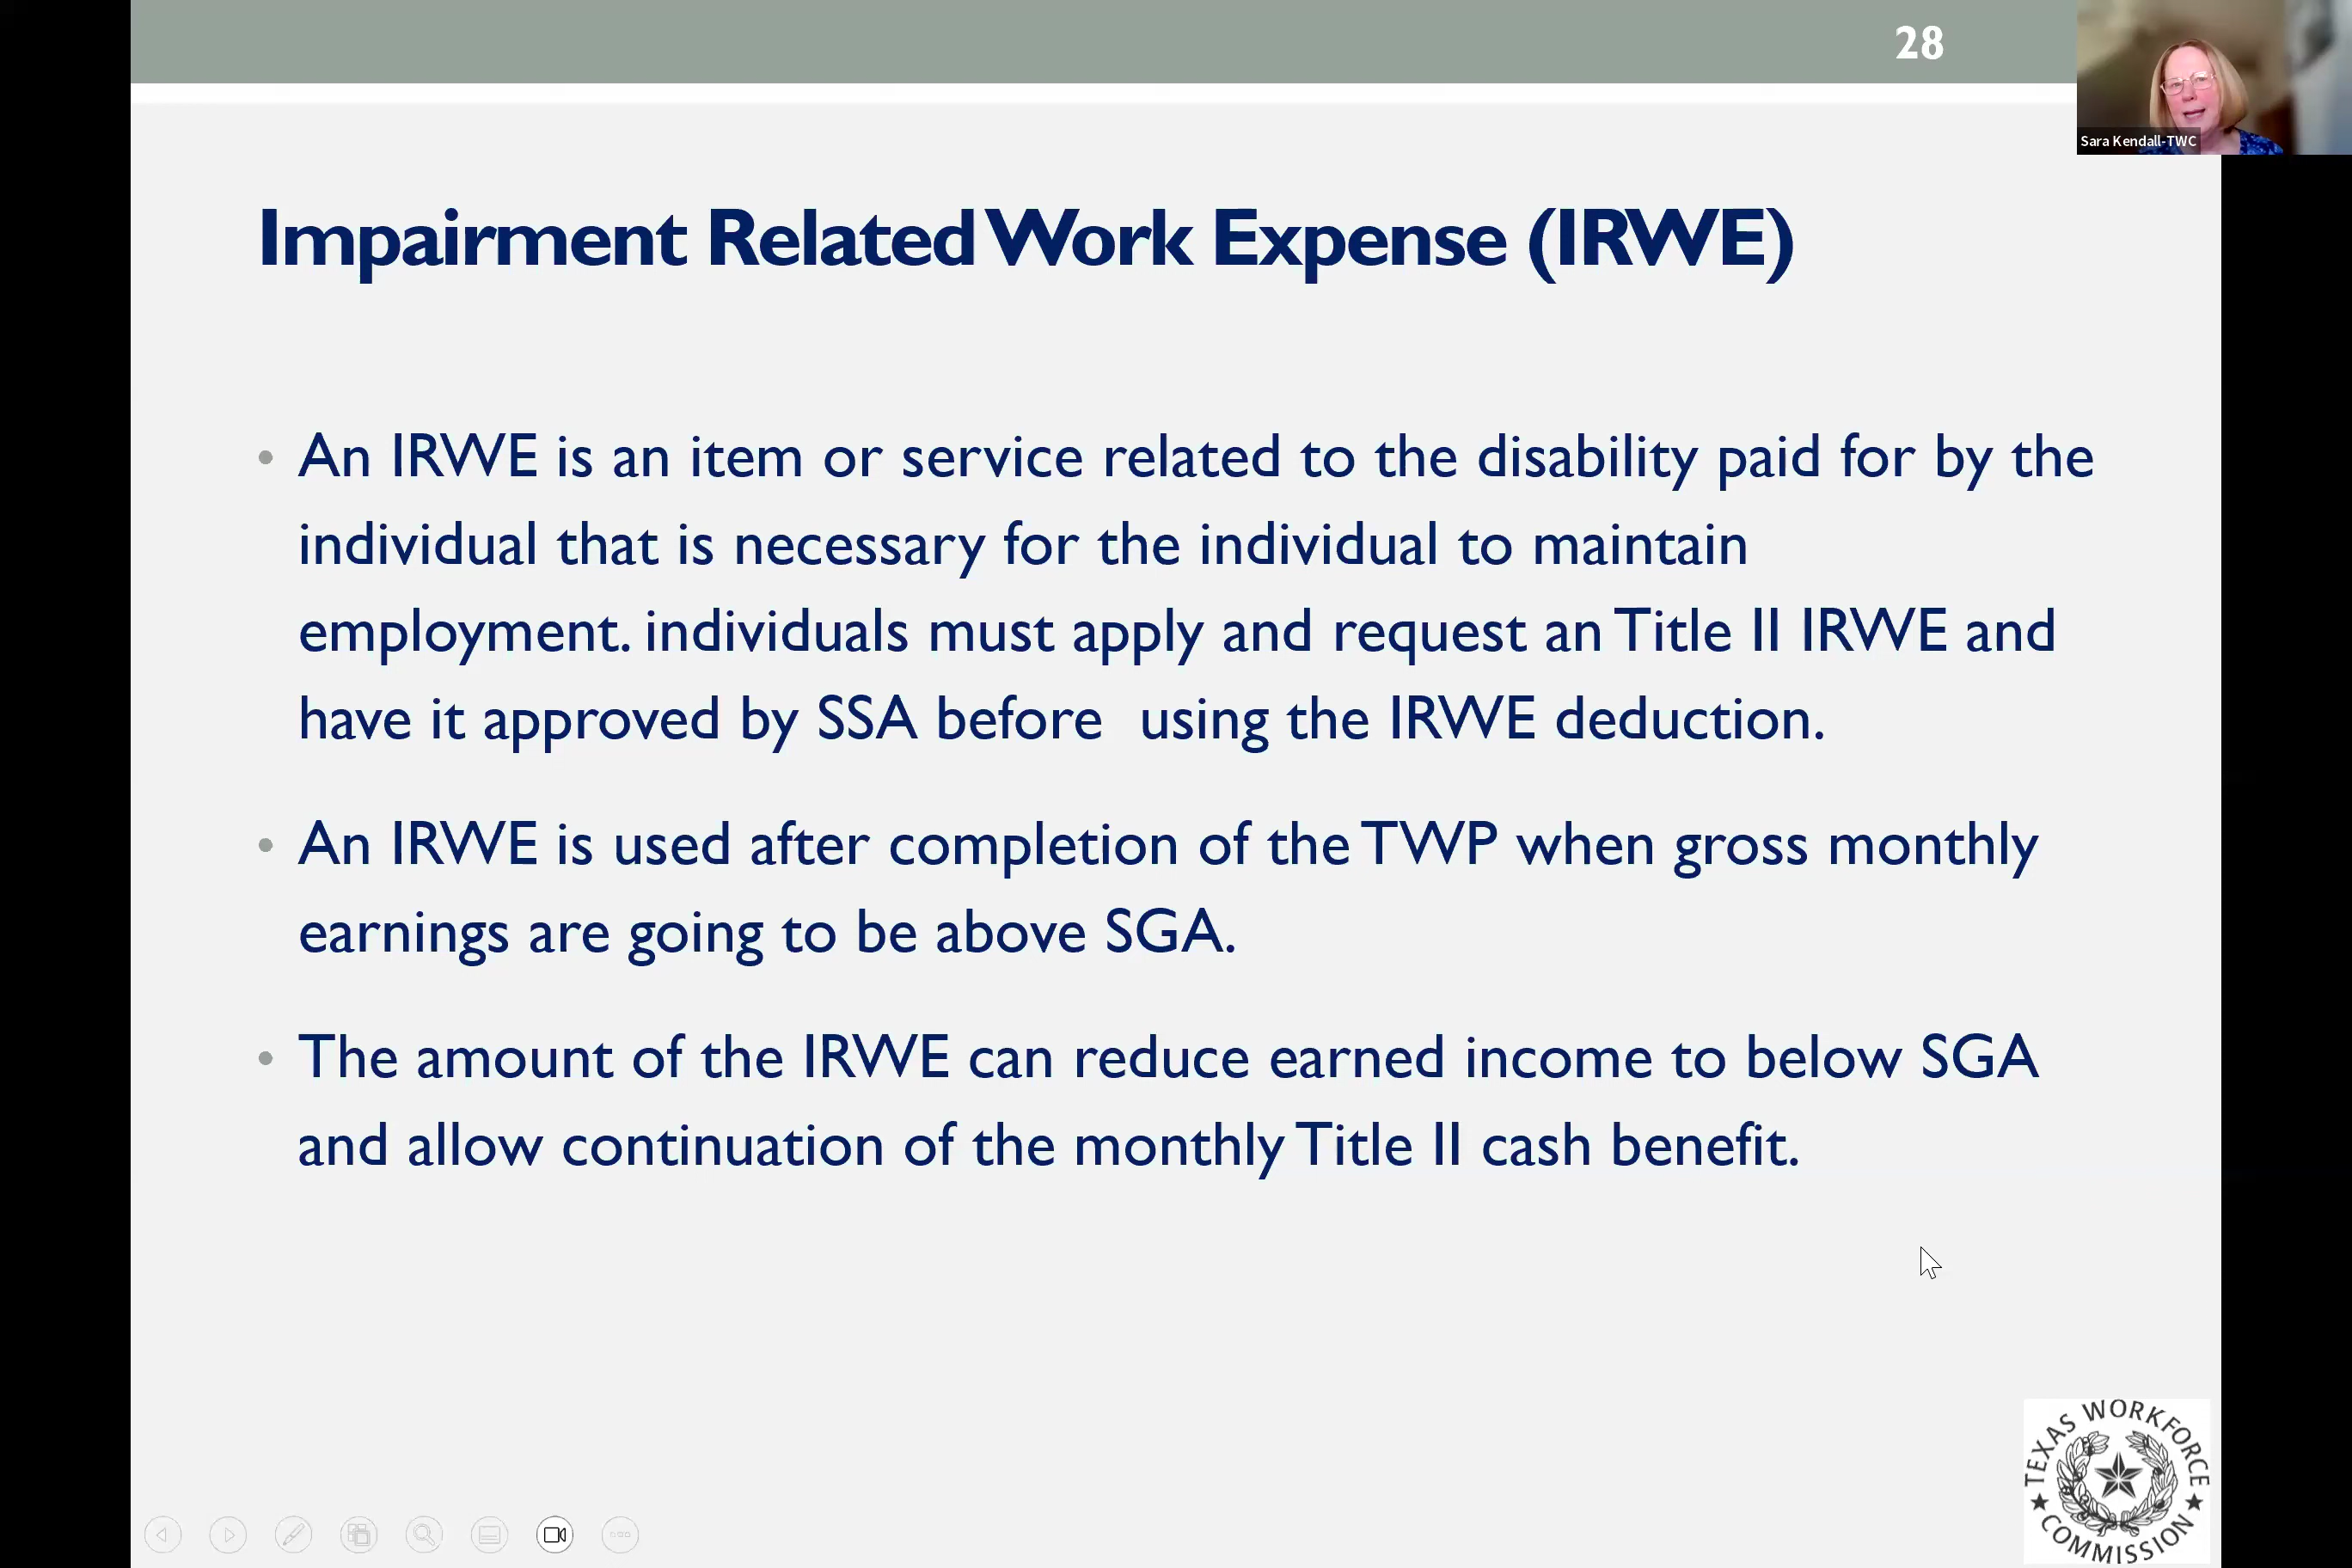 28
Sara Kendall-TWC
Impairment Related Work Expense (IRWE)
• An IRWE is an item or service related to the disability paid for by the
individual that is necessary for the individual to maintain
employment. individuals must apply and request an Title II IRWE and
have it approved by SSA before  using the IRWE deduction.
• An IRWE is used after completion of the TWP when gross monthly
earnings are going to be above SGA.
• The amount of the IRWE can reduce earned income to below SGA
and allow continuation of the monthly Title II cash benefit.
TEXAS WORKFORCE
COMMISSION